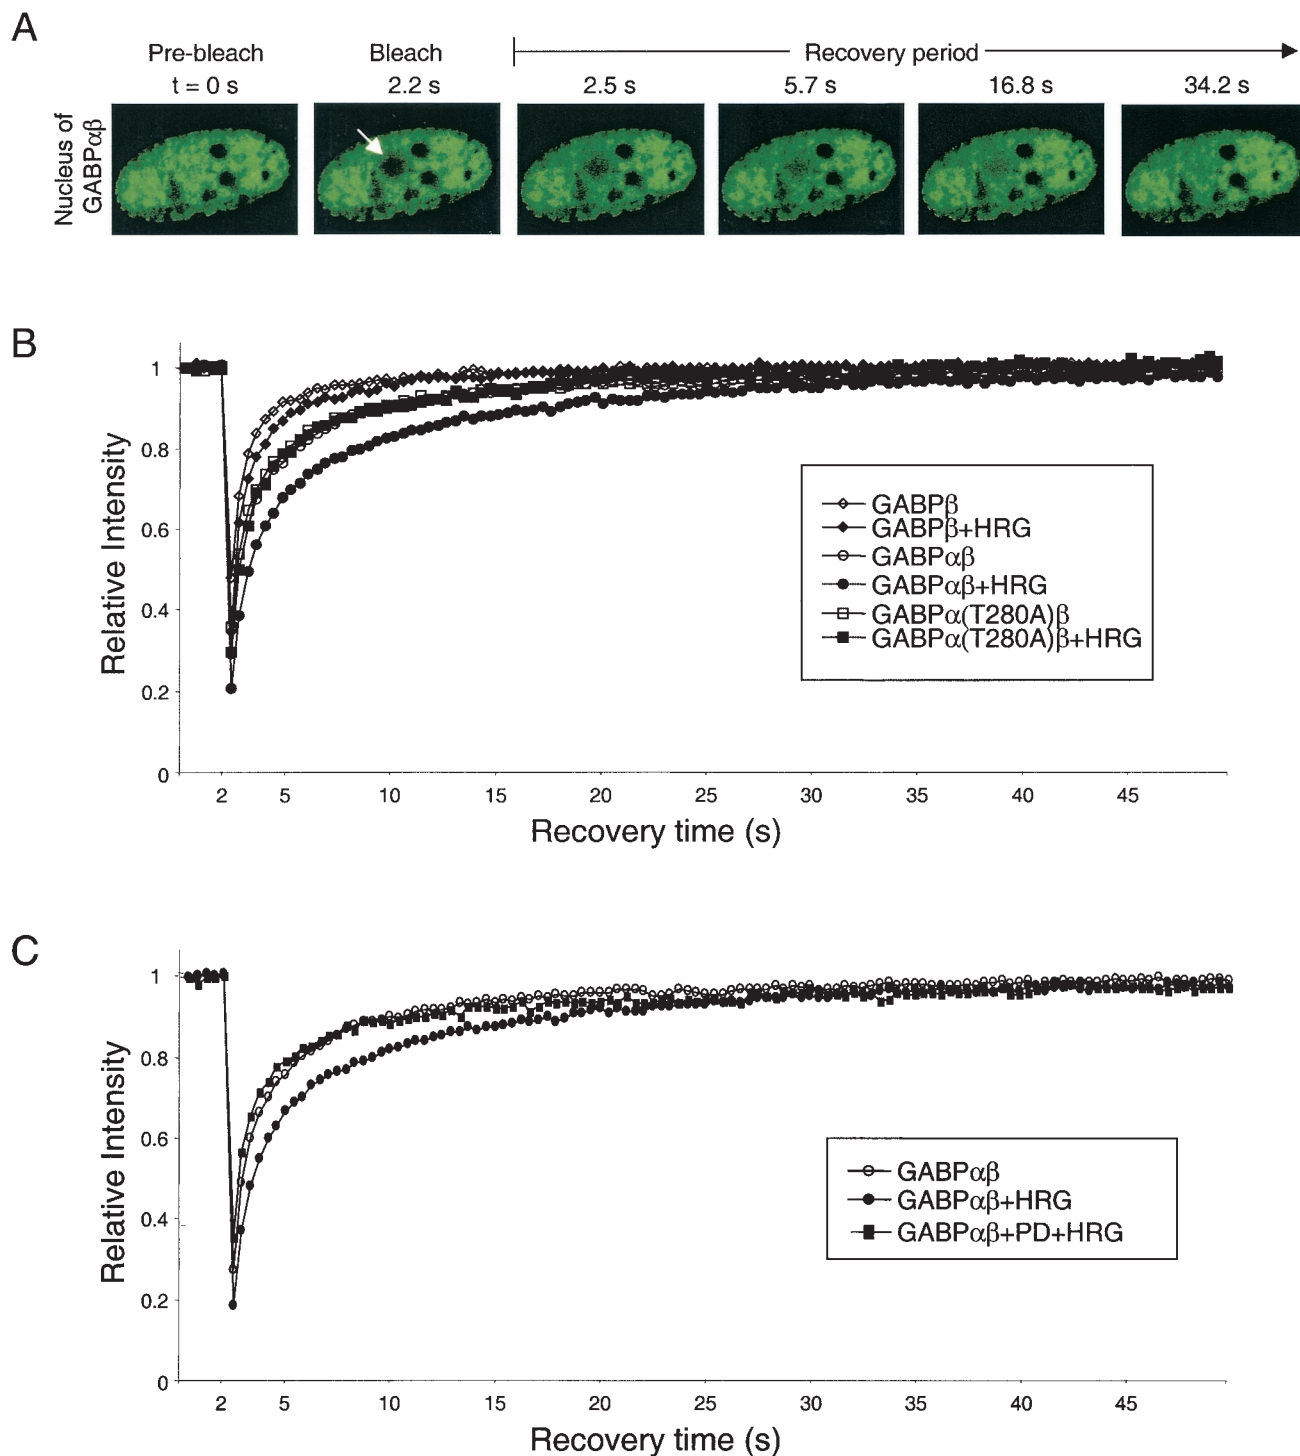 A
Pre-bleach
Bleach
Recovery period
t = 0 s
2.2 s
2.5 s
5.7 s
16.8 s
34.2 s
Nucleus of
GABPαβ
B
1
0.8
0.6
0.4
0.2
0
Relative Intensity
GABPβ
GABPβ+HRG
GABPαβ
GABPαβ+HRG
GABPα(T280A)β
GABPα(T280A)β+HRG
2 5 10 15 20 25 30 35 40 45
Recovery time (s)
C
1
0.8
0.6
0.4
0.2
0
Relative Intensity
GABPαβ
GABPαβ+HRG
GABPαβ+PD+HRG
2 5 10 15 20 25 30 35 40 45
Recovery time (s)